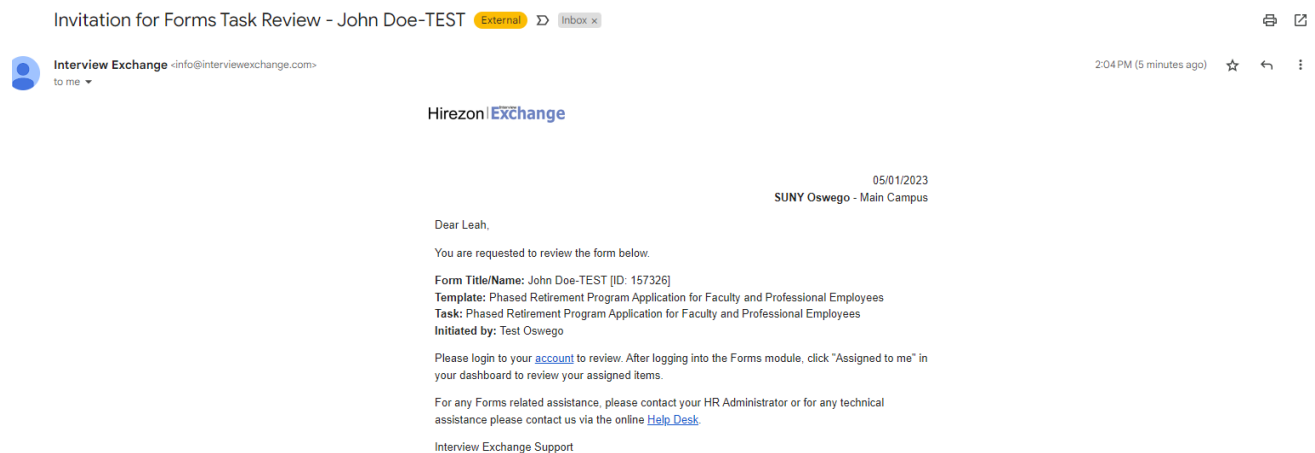 Invitation for Forms Task Review - John Doe-TEST External Inbox ×
Interview Exchange <info@interviewexchange.com> 2:04 PM (5 minutes ago)
to me
Hirezon|Exchange
05/01/2023
SUNY Oswego - Main Campus
Dear Leah,
You are requested to review the form below.
Form Title/Name: John Doe-TEST [ID: 157326]
Template: Phased Retirement Program Application for Faculty and Professional Employees
Task: Phased Retirement Program Application for Faculty and Professional Employees
Initiated by: Test Oswego
Please login to your account to review. After logging into the Forms module, click "Assigned to me" in
your dashboard to review your assigned items.
For any Forms related assistance, please contact your HR Administrator or for any technical
assistance please contact us via the online Help Desk.
Interview Exchange Support